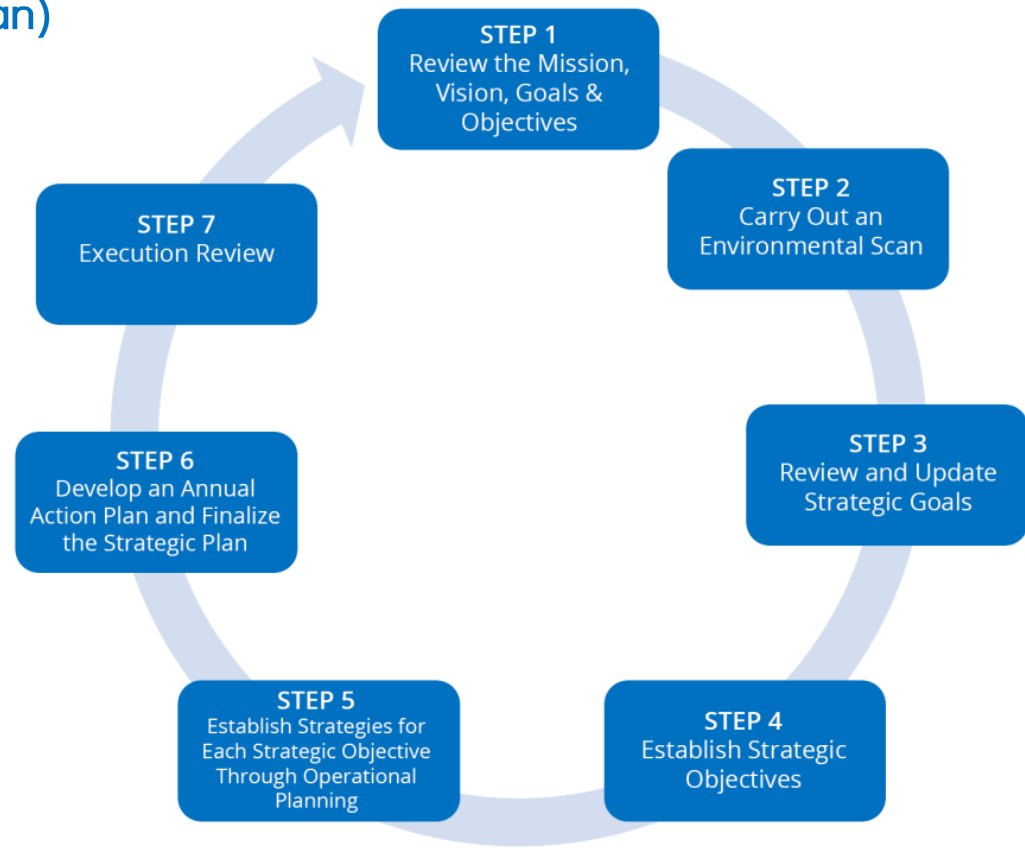 an)
STEP 1
Review the Mission,
Vision, Goals &
Objectives
STEP 2
Carry Out an
Environmental Scan
STEP 3
Review and Update
Strategic Goals
STEP 4
Establish Strategic
Objectives
STEP 5
Establish Strategies for
Each Strategic Objective
Through Operational
Planning
STEP 6
Develop an Annual
Action Plan and Finalize
the Strategic Plan
STEP 7
Execution Review